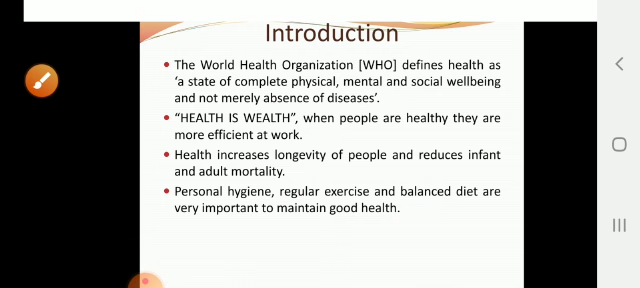 Introduction
• The World Health Organization [WHO] defines health as
‘a state of complete physical, mental and social wellbeing
and not merely absence of diseases’.
• “HEALTH IS WEALTH”, when people are healthy they are
more efficient at work.
• Health increases longevity of people and reduces infant
and adult mortality.
• Personal hygiene, regular exercise and balanced diet are
very important to maintain good health.